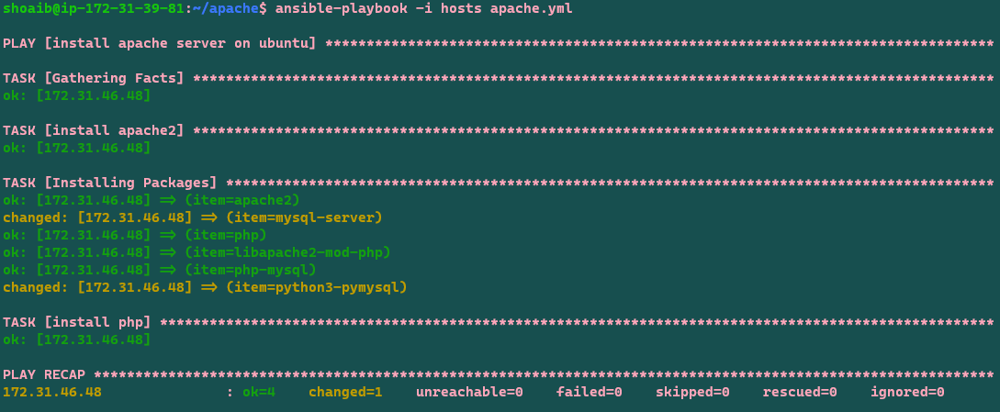 shoaib@ip-172-31-39-81:~/apache$ ansible-playbook -i hosts apache.yml
PLAY [install apache server on ubuntu] *********************************************************************************
TASK [Gathering Facts] *************************************************************************************************
ok: [172.31.46.48]
TASK [install apache2] *************************************************************************************************
ok: [172.31.46.48]
TASK [Installing Packages] *********************************************************************************************
ok: [172.31.46.48] => (item=apache2)
changed: [172.31.46.48] => (item=mysql-server)
ok: [172.31.46.48] => (item=php)
ok: [172.31.46.48] => (item=libapache2-mod-php)
ok: [172.31.46.48] => (item=php-mysql)
changed: [172.31.46.48] => (item=python3-pymysql)
TASK [install php] *****************************************************************************************************
ok: [172.31.46.48]
PLAY RECAP *************************************************************************************************************
172.31.46.48               : ok=4    changed=1    unreachable=0    failed=0    skipped=0    rescued=0    ignored=0